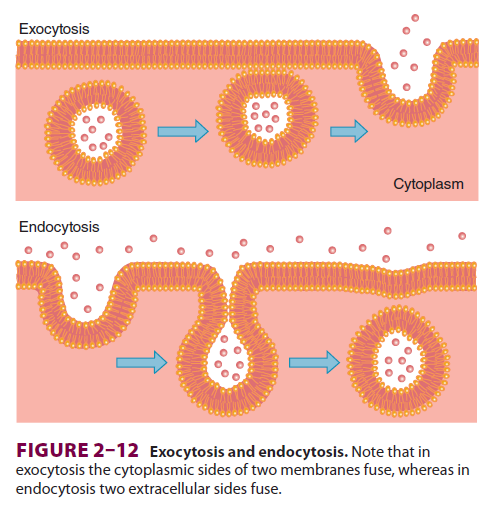 Exocytosis
Cytoplasm
Endocytosis
FIGURE 2–12 Exocytosis and endocytosis. Note that in
exocytosis the cytoplasmic sides of two membranes fuse, whereas in
endocytosis two extracellular sides fuse.